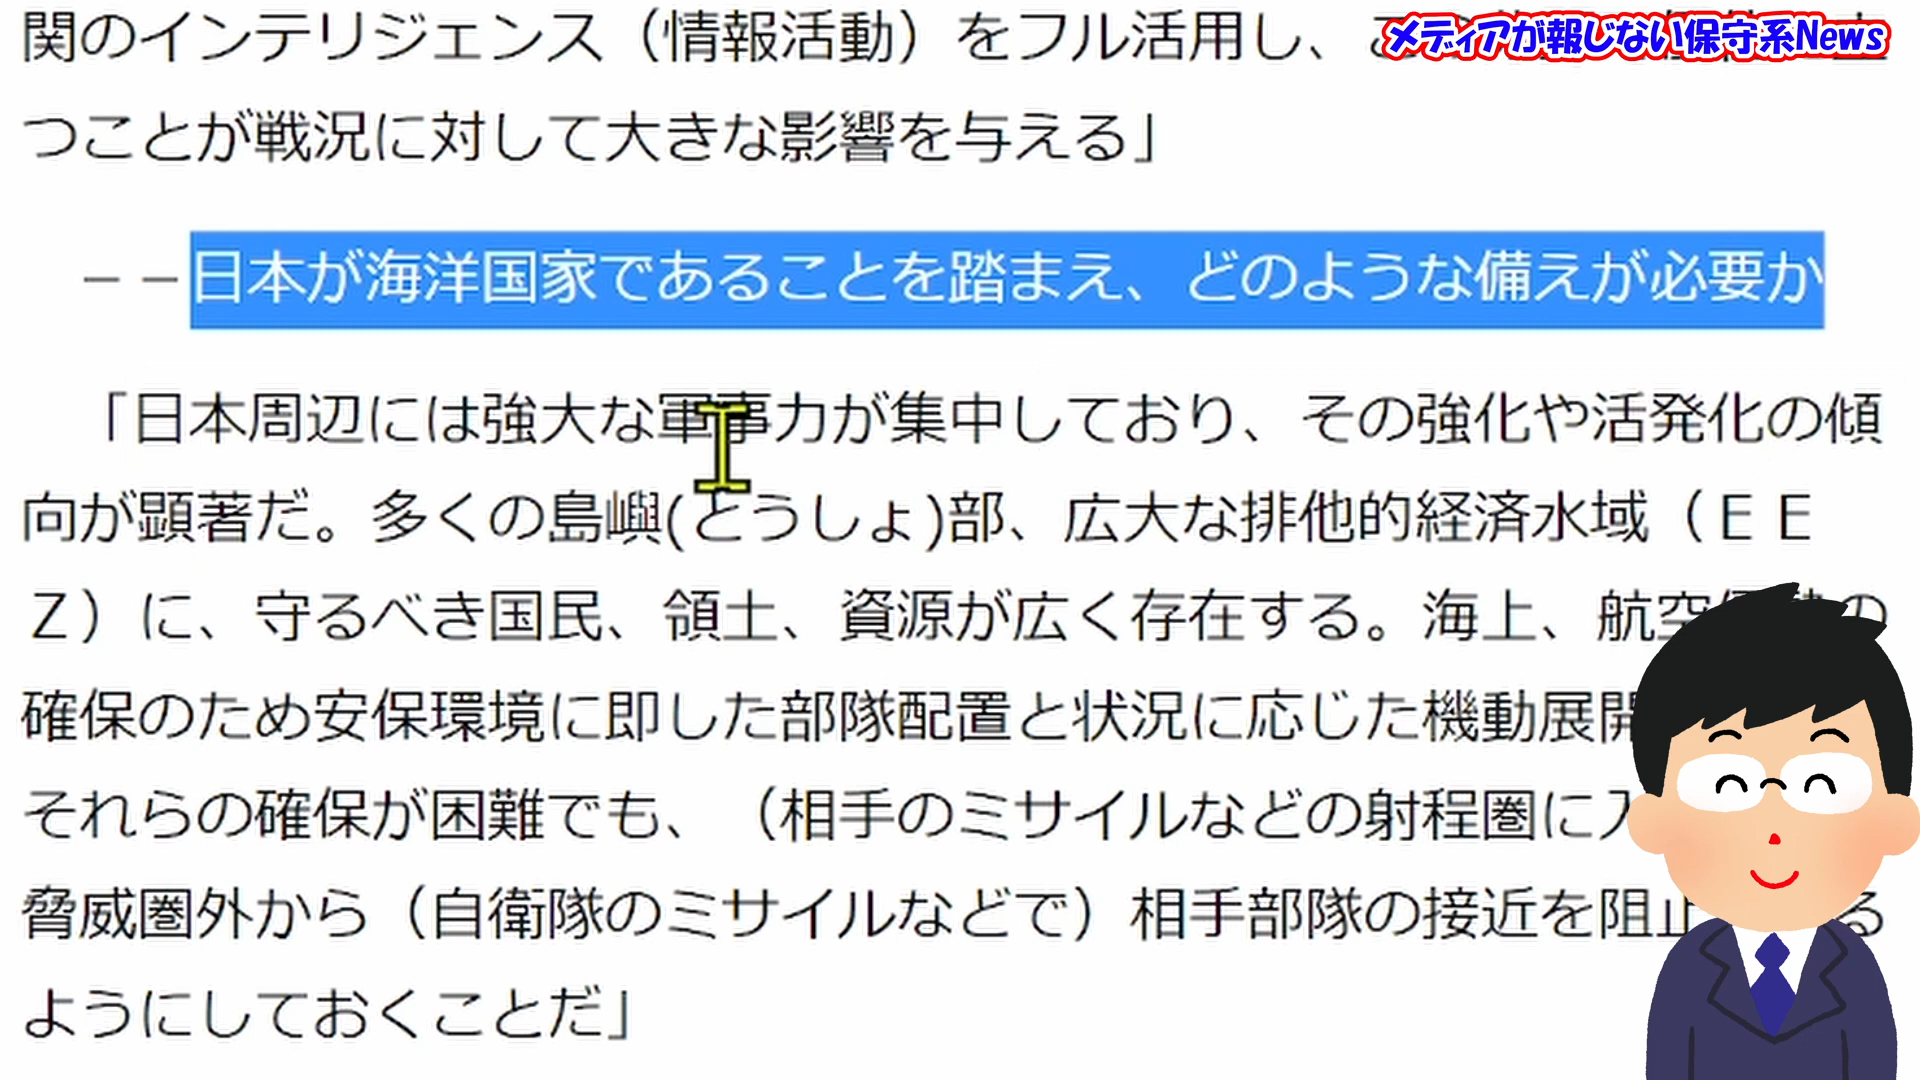 関のインテリジェンス（情報活動）をフル活用し、こ
メディアが報じない保守系News
つことが戦況に対して大きな影響を与える」
－－日本が海洋国家であることを踏まえ、どのような備えが必要か
「日本周辺には強大な軍事力が集中しており、その強化や活発化の傾
向が顕著だ。多くの島嶼(とうしょ)部、広大な排他的経済水域（ＥＥ
Ｚ）に、守るべき国民、領土、資源が広く存在する。海上、航空優勢の
確保のため安保環境に即した部隊配置と状況に応じた機動展開
それらの確保が困難でも、（相手のミサイルなどの射程圏に入
脅威圏外から（自衛隊のミサイルなどで）相手部隊の接近を阻止 る
ようにしておくことだ」